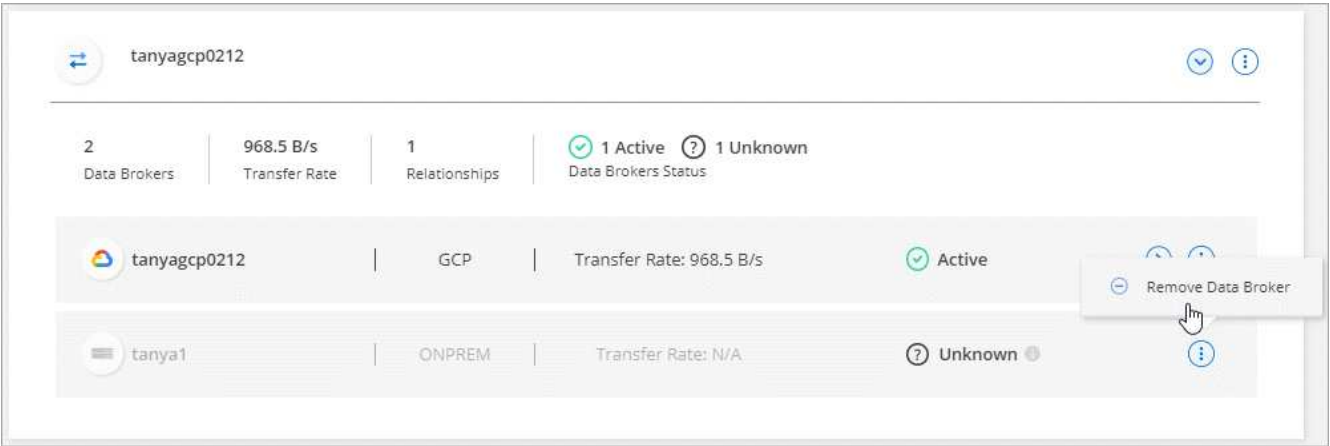 tanyagcp0212
2 968.5 B/s 1 1 Active 1 Unknown
Data Brokers Transfer Rate Relationships Data Brokers Status
tanyagcp0212 | GCP | Transfer Rate: 968.5 B/s Active
Remove Data Broker
tanya1 | ONPREM | Transfer Rate: N/A Unknown